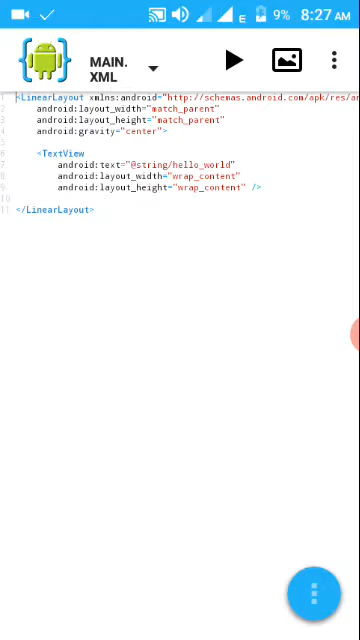 E 9% 8:27 AM
MAIN.
XML
1 <LinearLayout xmlns:android="http://schemas.android.com/apk/res/an
2 android:layout_width="match_parent"
3 android:layout_height="match_parent"
4 android:gravity="center">
5
6 <TextView
7 android:text="@string/hello_world"
8 android:layout_width="wrap_content"
9 android:layout_height="wrap_content" />
10
11 </LinearLayout>